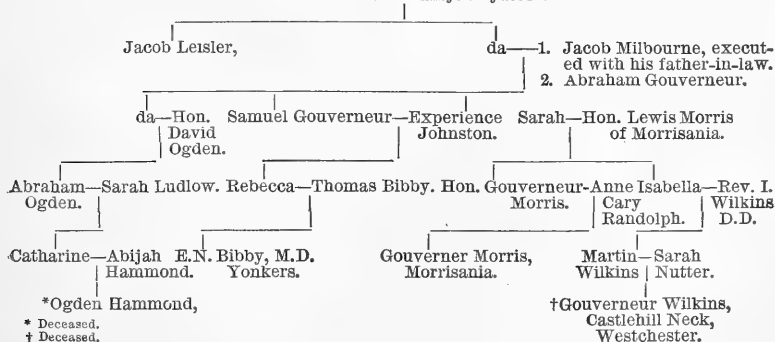 Jacob Leisler,
da—1. Jacob Milbourne, execut-
ed with his father-in-law.
2. Abraham Gouverneur.
da—Hon. Samuel Gouverneur—Experience Sarah—Hon. Lewis Morris
David Johnston. of Morrisania.
Ogden.
Abraham—Sarah Ludlow. Rebecca—Thomas Bibby. Hon. Gouverneur-Anne Isabella—Rev. I.
Ogden. Morris. Cary Wilkins
Randolph. D.D.
Catharine—Abijah E.N. Bibby, M.D. Gouverner Morris, Martin—Sarah
Hammond. Yonkers. Morrisania. Wilkins Nutter.
*Ogden Hammond, †Gouverneur Wilkins,
* Deceased. Castlehill Neck,
† Deceased. Westchester.